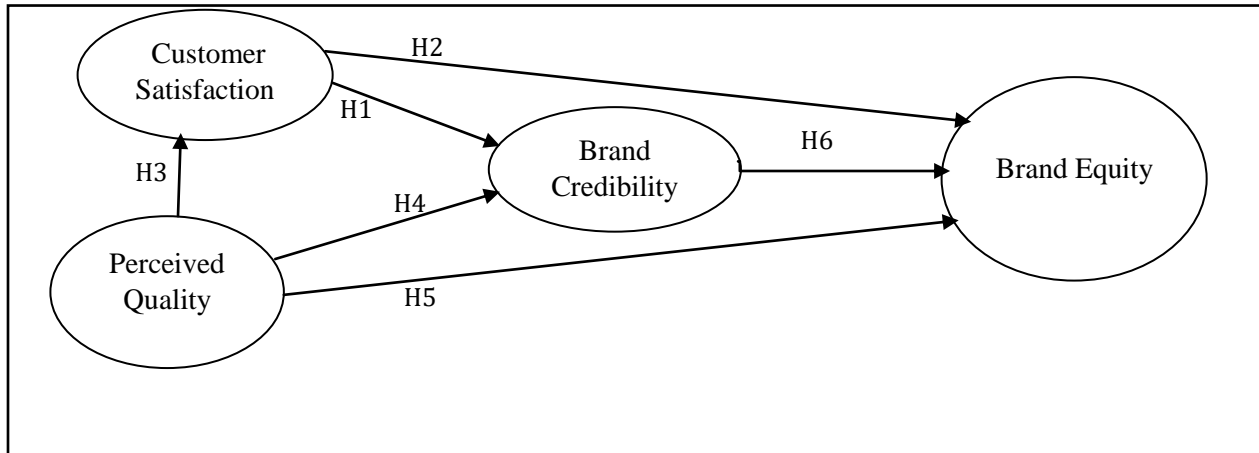 H2
Customer
Satisfaction
H1
H6
Brand
Credibility
Brand Equity
H3
H4
Perceived
Quality
H5